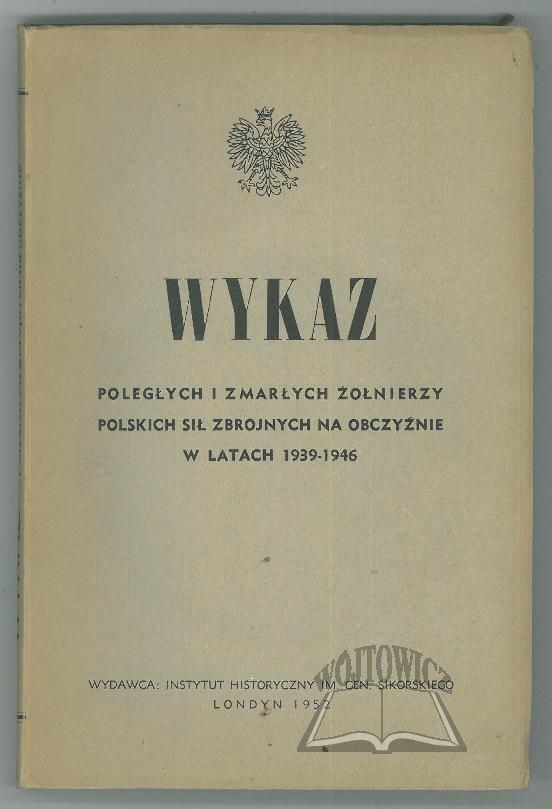 WYKAZ
POLEGŁYCH I ZMARŁYCH ŻOŁNIERZY
POLSKICH SIŁ ZBROJNYCH NA OBCZYŹNIE
W LATACH 1939-1946
WYDAWCA: INSTYTUT HISTORYCZNY IM. GEN. SIKORSKIEGO
LONDYN 1952
WÓJTOWICZ